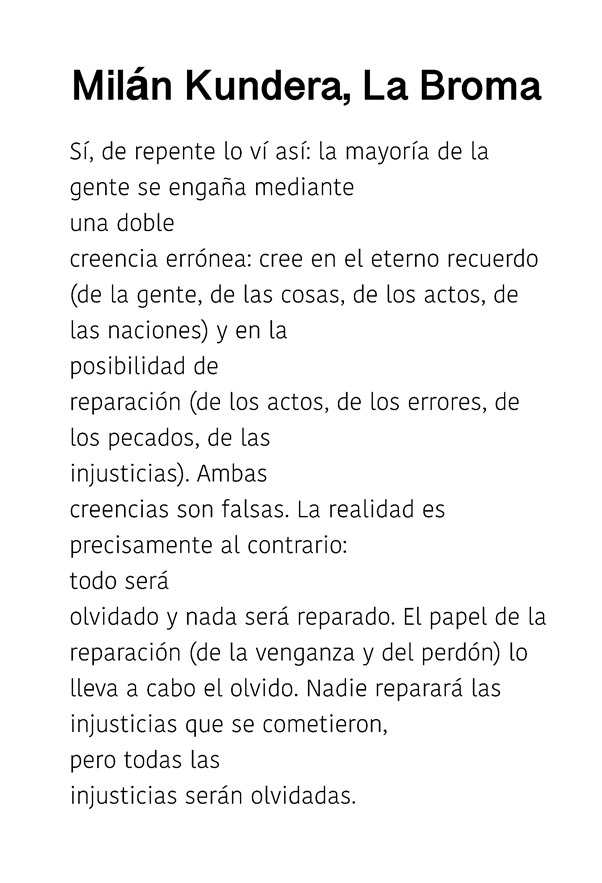 Milán Kundera, La Broma
Sí, de repente lo ví así: la mayoría de la
gente se engaña mediante
una doble
creencia errónea: cree en el eterno recuerdo
(de la gente, de las cosas, de los actos, de
las naciones) y en la
posibilidad de
reparación (de los actos, de los errores, de
los pecados, de las
injusticias). Ambas
creencias son falsas. La realidad es
precisamente al contrario:
todo será
olvidado y nada será reparado. El papel de la
reparación (de la venganza y del perdón) lo
lleva a cabo el olvido. Nadie reparará las
injusticias que se cometieron,
pero todas las
injusticias serán olvidadas.